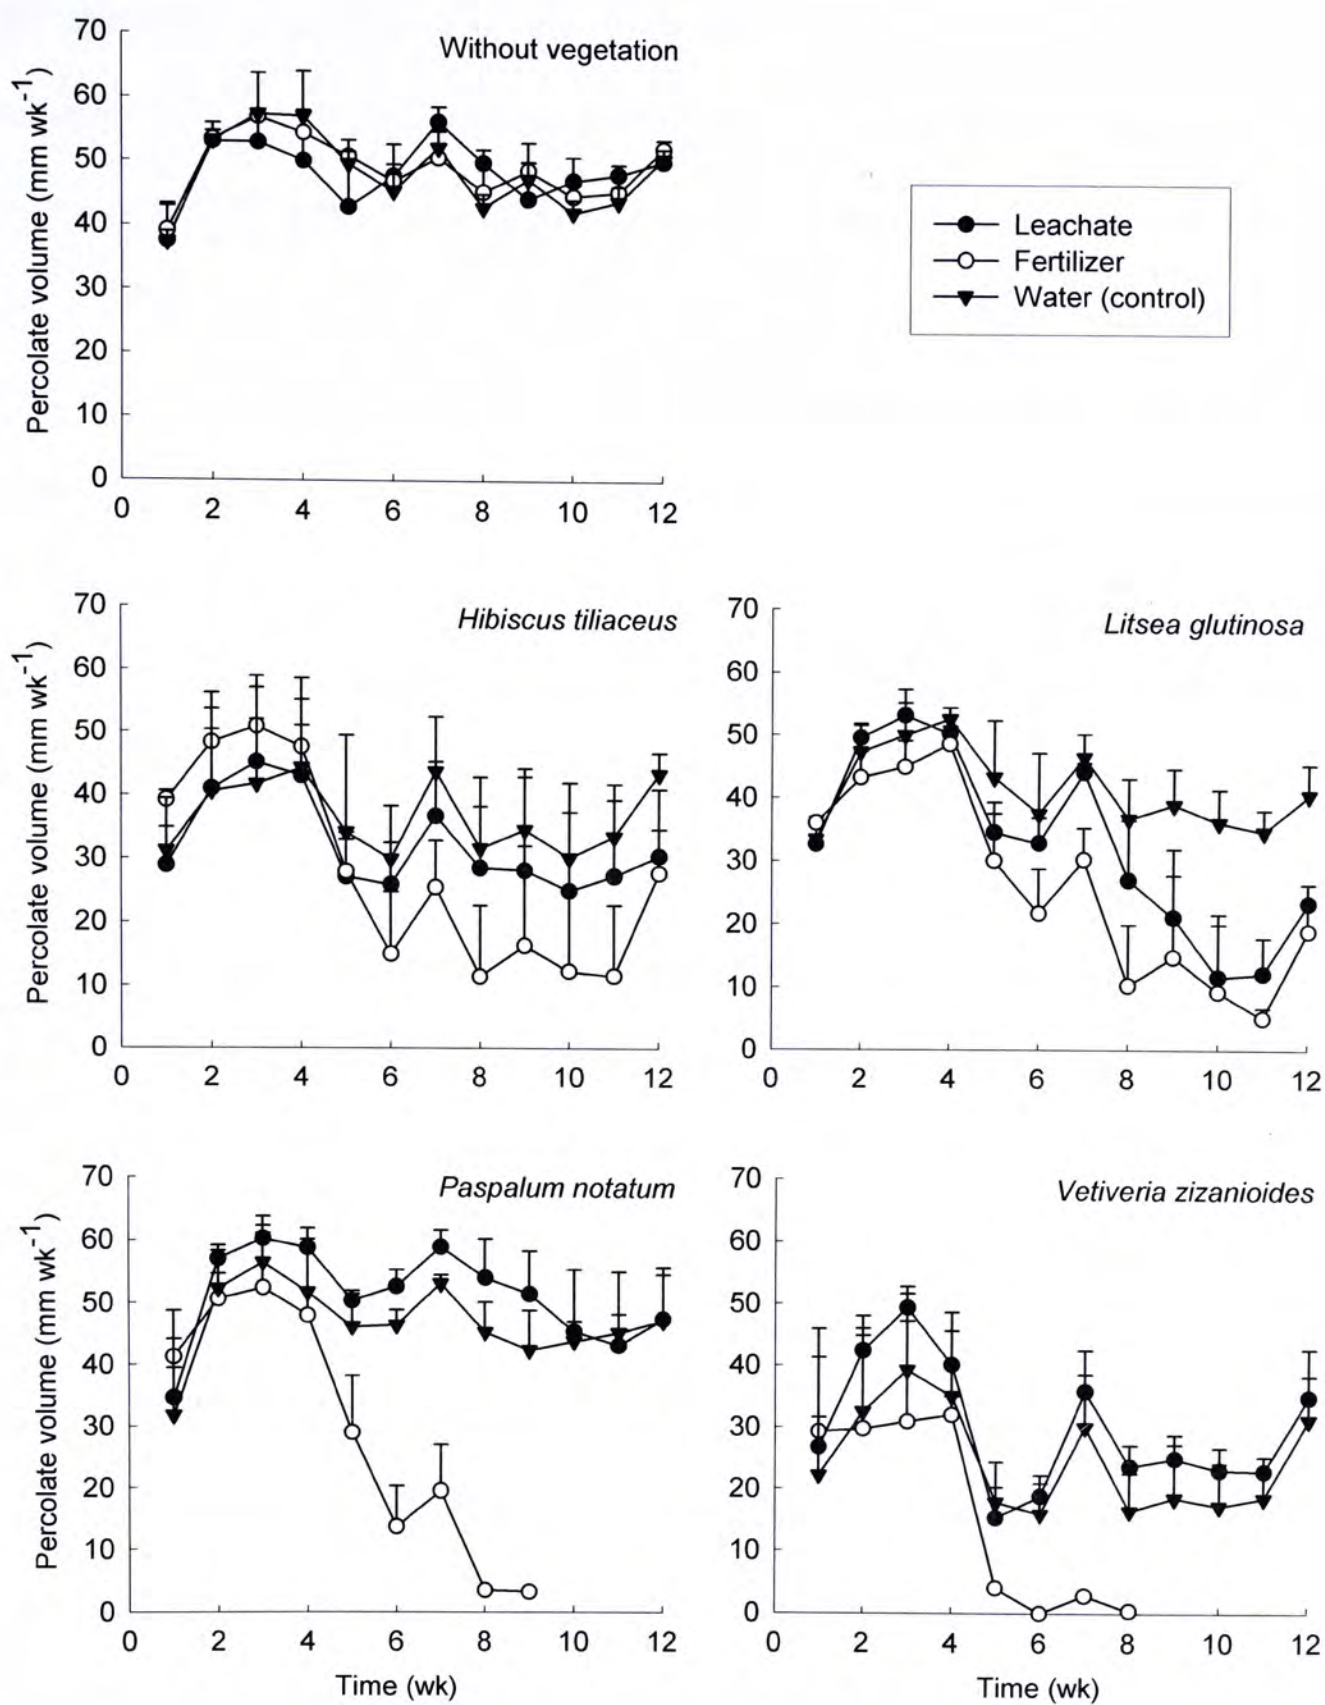 Without vegetation
Percolate volume (mm wk-1)
70
60
50
40
30
20
10
0
0 2 4 6 8 10 12
Leachate
Fertilizer
Water (control)
Hibiscus tiliaceus
Percolate volume (mm wk-1)
70
60
50
40
30
20
10
0
0 2 4 6 8 10 12
Litsea glutinosa
70
60
50
40
30
20
10
0
0 2 4 6 8 10 12
Paspalum notatum
Percolate volume (mm wk-1)
70
60
50
40
30
20
10
0
0 2 4 6 8 10 12
Time (wk)
Vetiveria zizanioides
70
60
50
40
30
20
10
0
0 2 4 6 8 10 12
Time (wk)